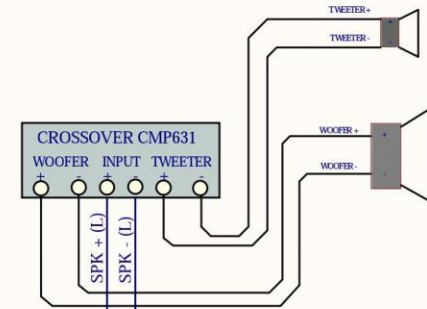 TWEETER+
TWEETER-
CROSSOVER CMP631
WOOFER INPUT TWEETER
+ - + - + -
SPK + (L)
SPK - (L)
WOOFER +
WOOFER -
+
-
+
-